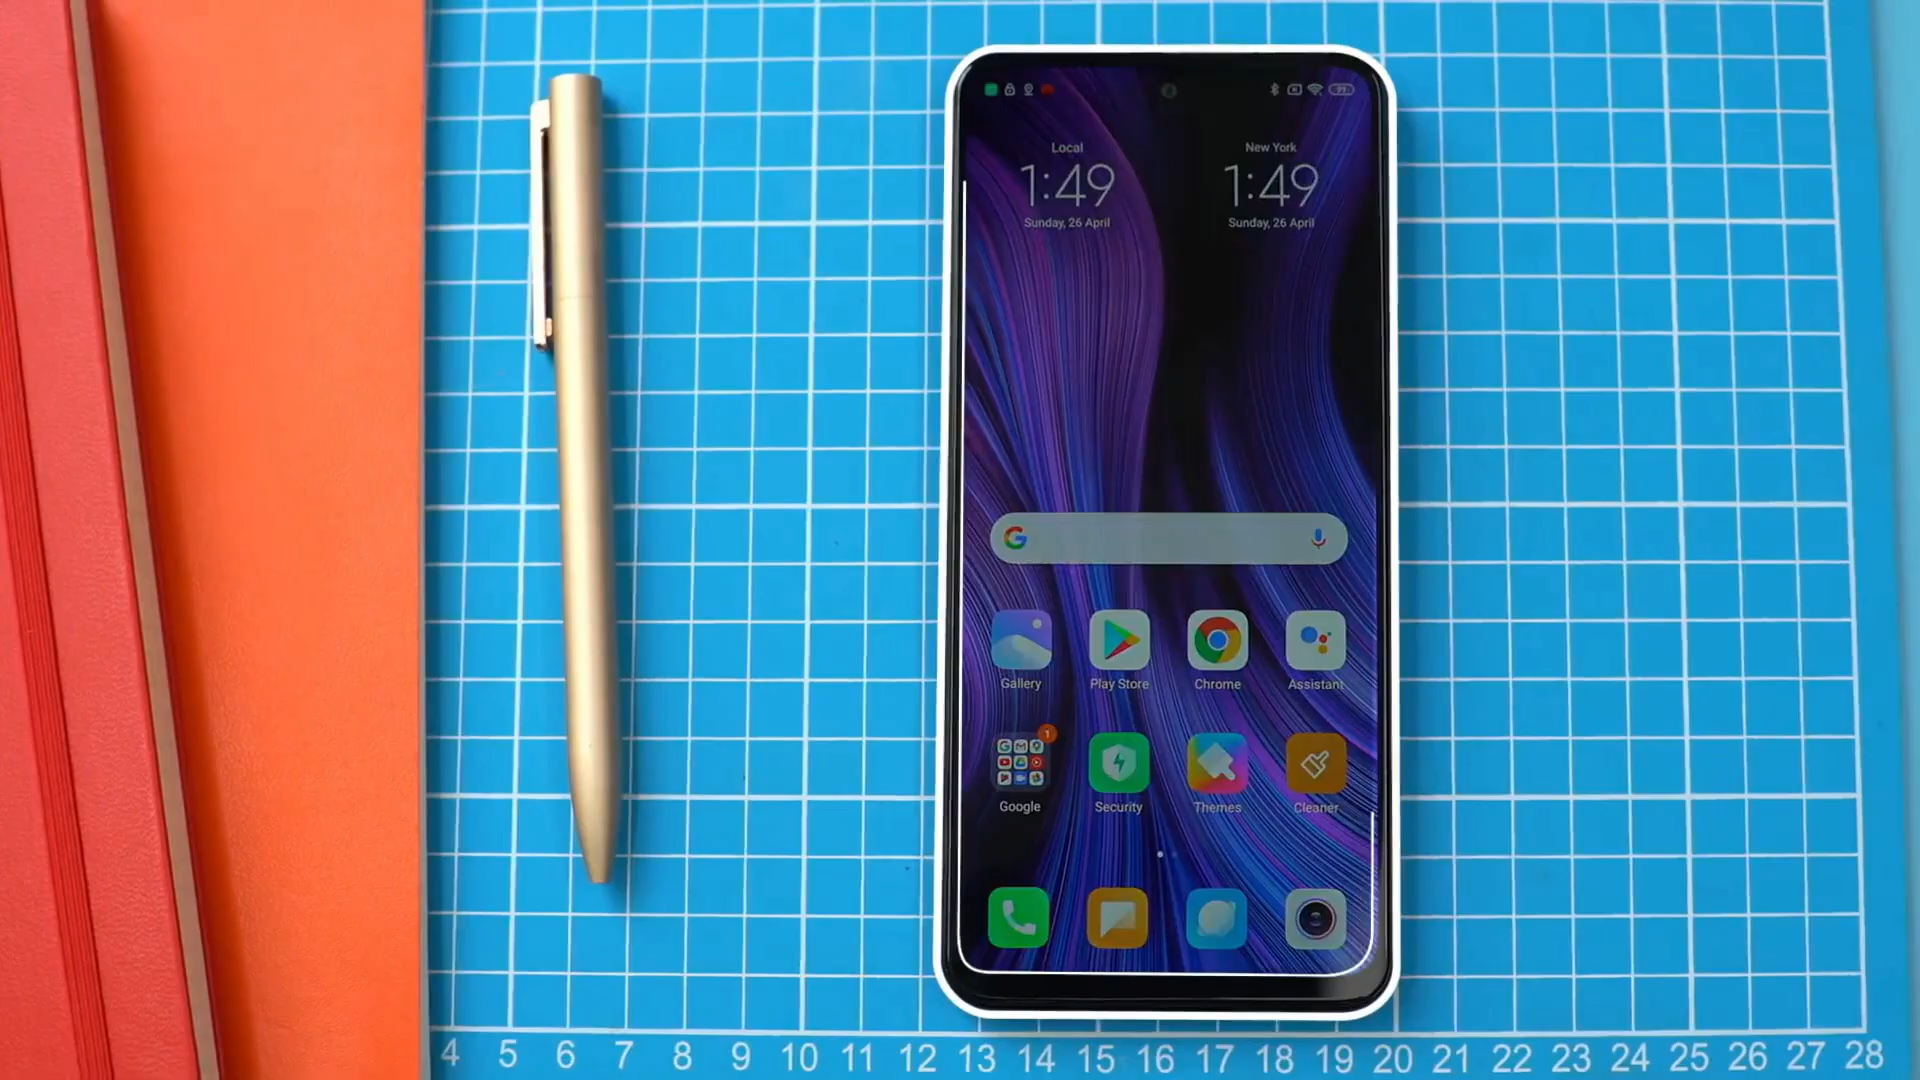 Local
New York
1:49
1:49
Sunday, 26 April
Sunday, 26 April
Gallery
Play Store
Chrome
Assistant
1
Google
Security
Themes
Cleaner
4 5 6 7 8 9 10 11 12 13 14 15 16 17 18 19 20 21 22 23 24 25 26 27 28